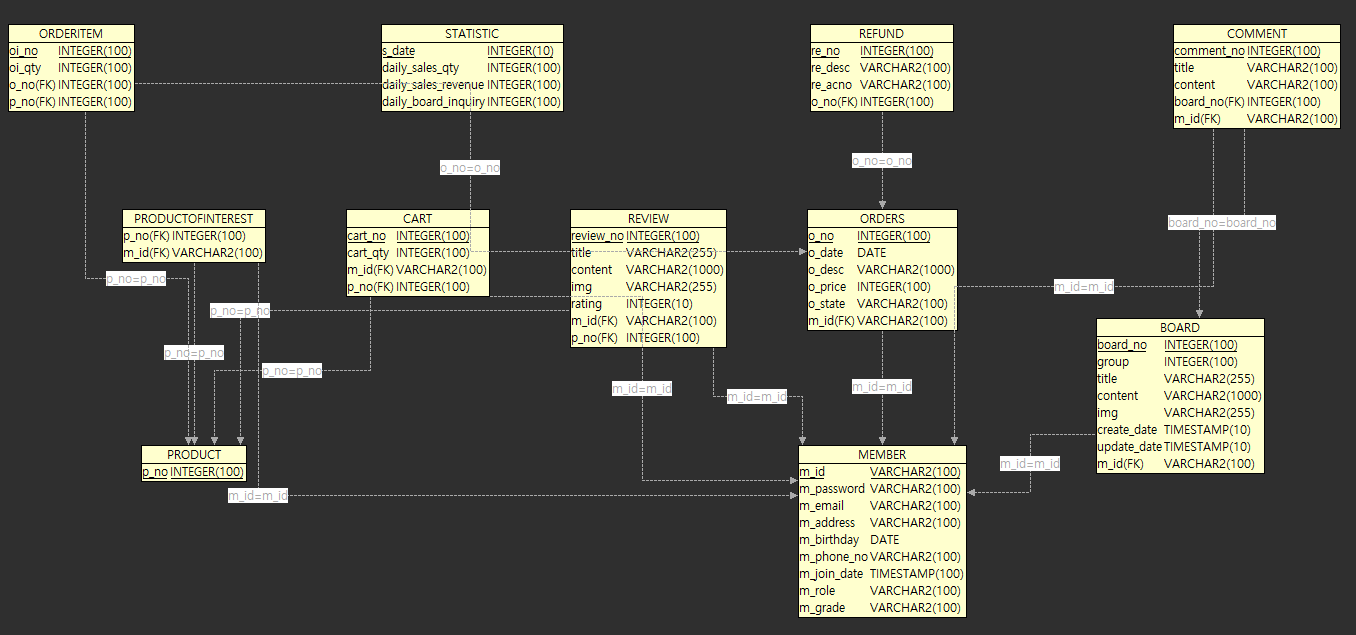 ORDERITEM
oi_no INTEGER(100)
oi_qty INTEGER(100)
o_no(FK) INTEGER(100)
p_no(FK) INTEGER(100)
STATISTIC
s_date INTEGER(10)
daily_sales_qty INTEGER(100)
daily_sales_revenue INTEGER(100)
daily_board_inquiry INTEGER(100)
REFUND
re_no INTEGER(100)
re_desc VARCHAR2(100)
re_acno VARCHAR2(100)
o_no(FK) INTEGER(100)
COMMENT
comment_no INTEGER(100)
title VARCHAR2(100)
content VARCHAR2(100)
board_no(FK) INTEGER(100)
m_id(FK) VARCHAR2(100)
o_no=o_no
o_no=o_no
board_no=board_no
PRODUCTOFINTEREST
p_no(FK) INTEGER(100)
m_id(FK) VARCHAR2(100)
CART
cart_no INTEGER(100)
cart_qty INTEGER(100)
m_id(FK) VARCHAR2(100)
p_no(FK) INTEGER(100)
REVIEW
review_no INTEGER(100)
title VARCHAR2(255)
content VARCHAR2(1000)
img VARCHAR2(255)
rating INTEGER(10)
m_id(FK) VARCHAR2(100)
p_no(FK) INTEGER(100)
ORDERS
o_no INTEGER(100)
o_date DATE
o_desc VARCHAR2(1000)
o_price INTEGER(100)
o_state VARCHAR2(100)
m_id(FK) VARCHAR2(100)
p_no=p_no
m_id=m_id
p_no=p_no
p_no=p_no
p_no=p_no
m_id=m_id
m_id=m_id
m_id=m_id
BOARD
board_no INTEGER(100)
group INTEGER(100)
title VARCHAR2(255)
content VARCHAR2(1000)
img VARCHAR2(255)
create_date TIMESTAMP(10)
update_date TIMESTAMP(10)
m_id(FK) VARCHAR2(100)
PRODUCT
p_no INTEGER(100)
m_id=m_id
m_id=m_id
MEMBER
m_id VARCHAR2(100)
m_password VARCHAR2(100)
m_email VARCHAR2(100)
m_address VARCHAR2(100)
m_birthday DATE
m_phone_no VARCHAR2(100)
m_join_date TIMESTAMP(100)
m_role VARCHAR2(100)
m_grade VARCHAR2(100)